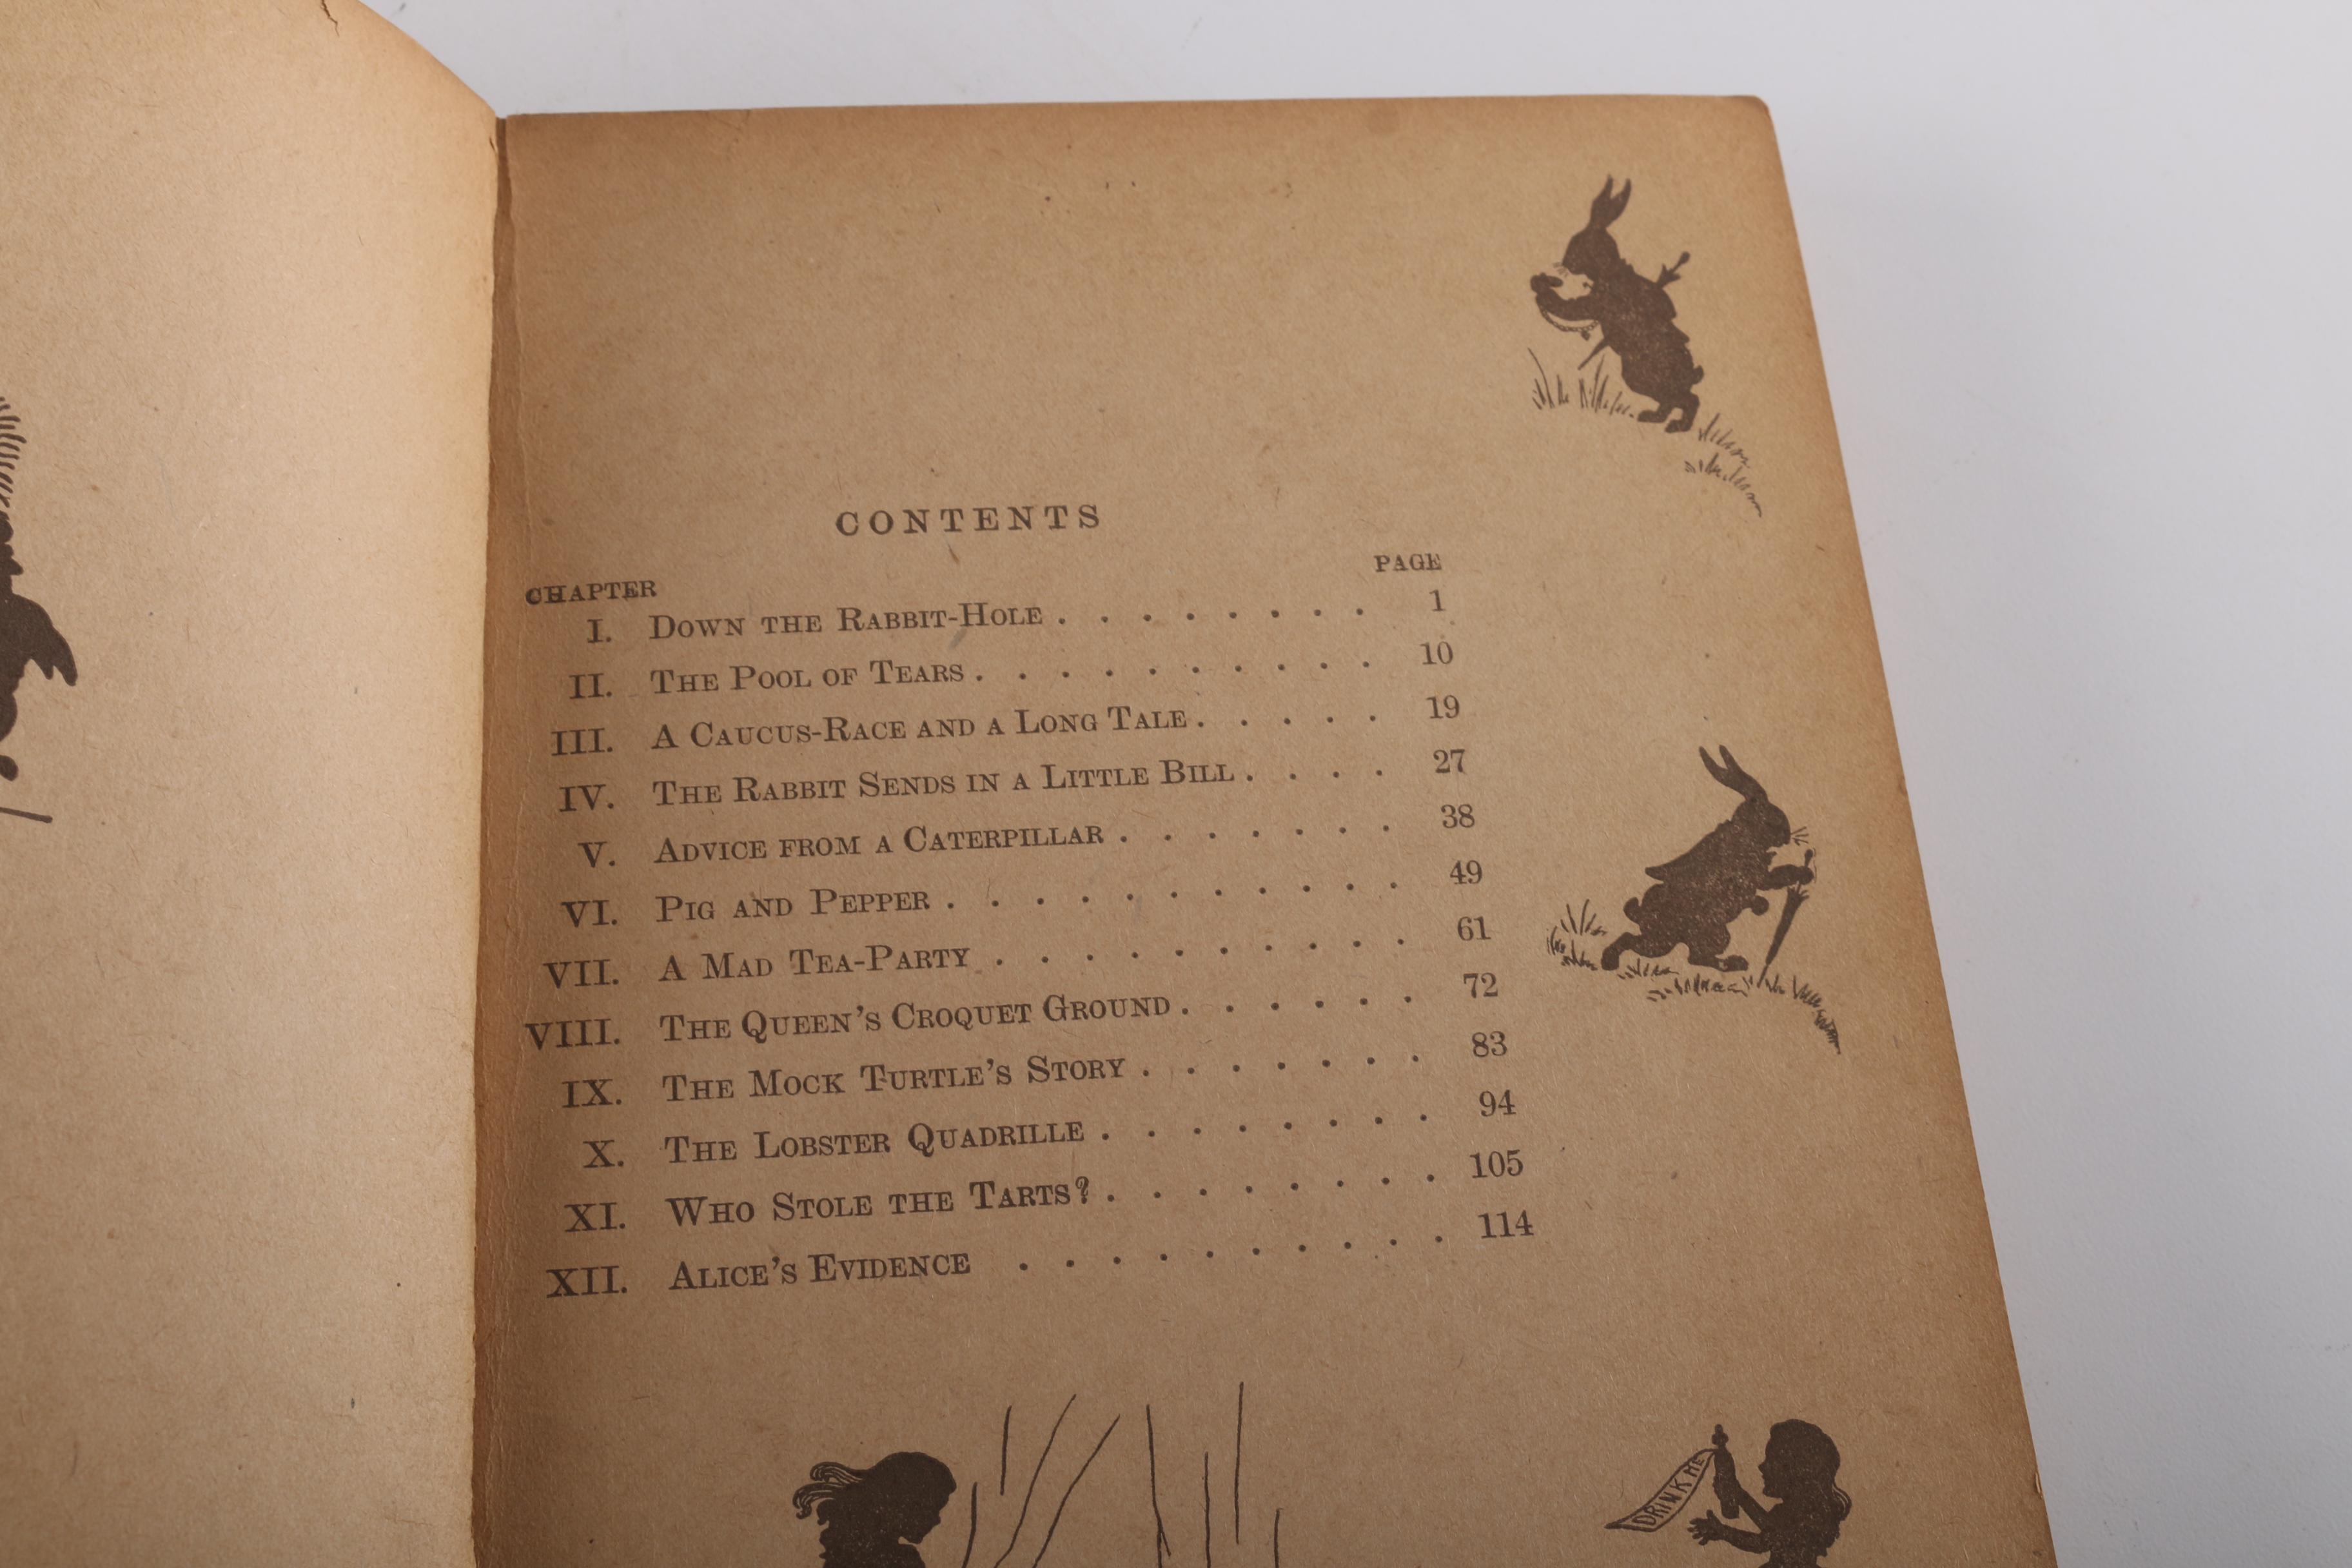 CONTENTS
CHAPTER PAGE
I. DOWN THE RABBIT-HOLE . . . . . . . . 1
II. THE POOL OF TEARS . . . . . . . . . . 10
III. A CAUCUS-RACE AND A LONG TALE . . . . . 19
IV. THE RABBIT SENDS IN A LITTLE BILL . . . . 27
V. ADVICE FROM A CATERPILLAR . . . . . . . 38
VI. PIG AND PEPPER . . . . . . . . . . . 49
VII. A MAD TEA-PARTY . . . . . . . . . . 61
VIII. THE QUEEN'S CROQUET GROUND . . . . . . 72
IX. THE MOCK TURTLE'S STORY . . . . . . . 83
X. THE LOBSTER QUADRILLE . . . . . . . . 94
XI. WHO STOLE THE TARTS? . . . . . . . . 105
XII. ALICE'S EVIDENCE . . . . . . . . . . 114
DRINK ME